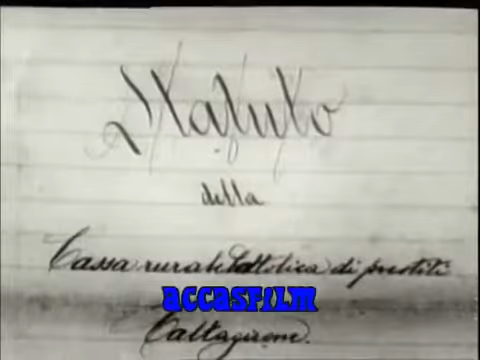 Statuto
della
Cassa rurale Cattolica di prestiti
ACCASFILM
Caltagirone.